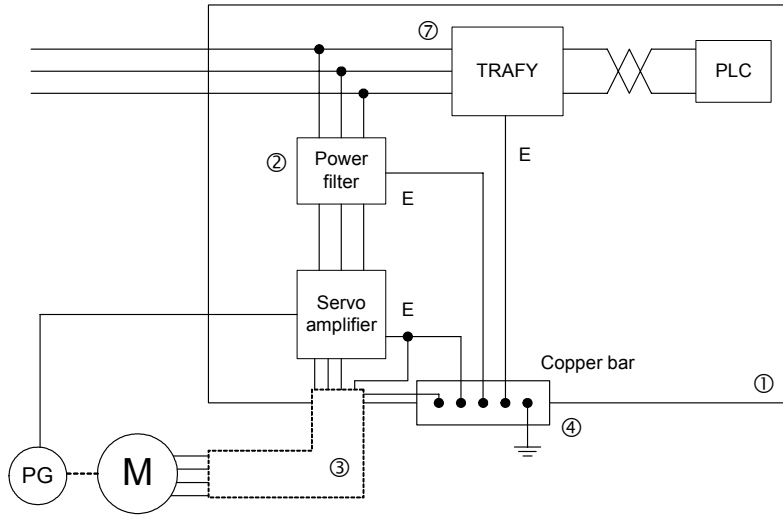 ⑦
TRAFY
PLC
E
②
Power
filter
E
Servo
amplifier
E
Copper bar
①
④
③
PG
M